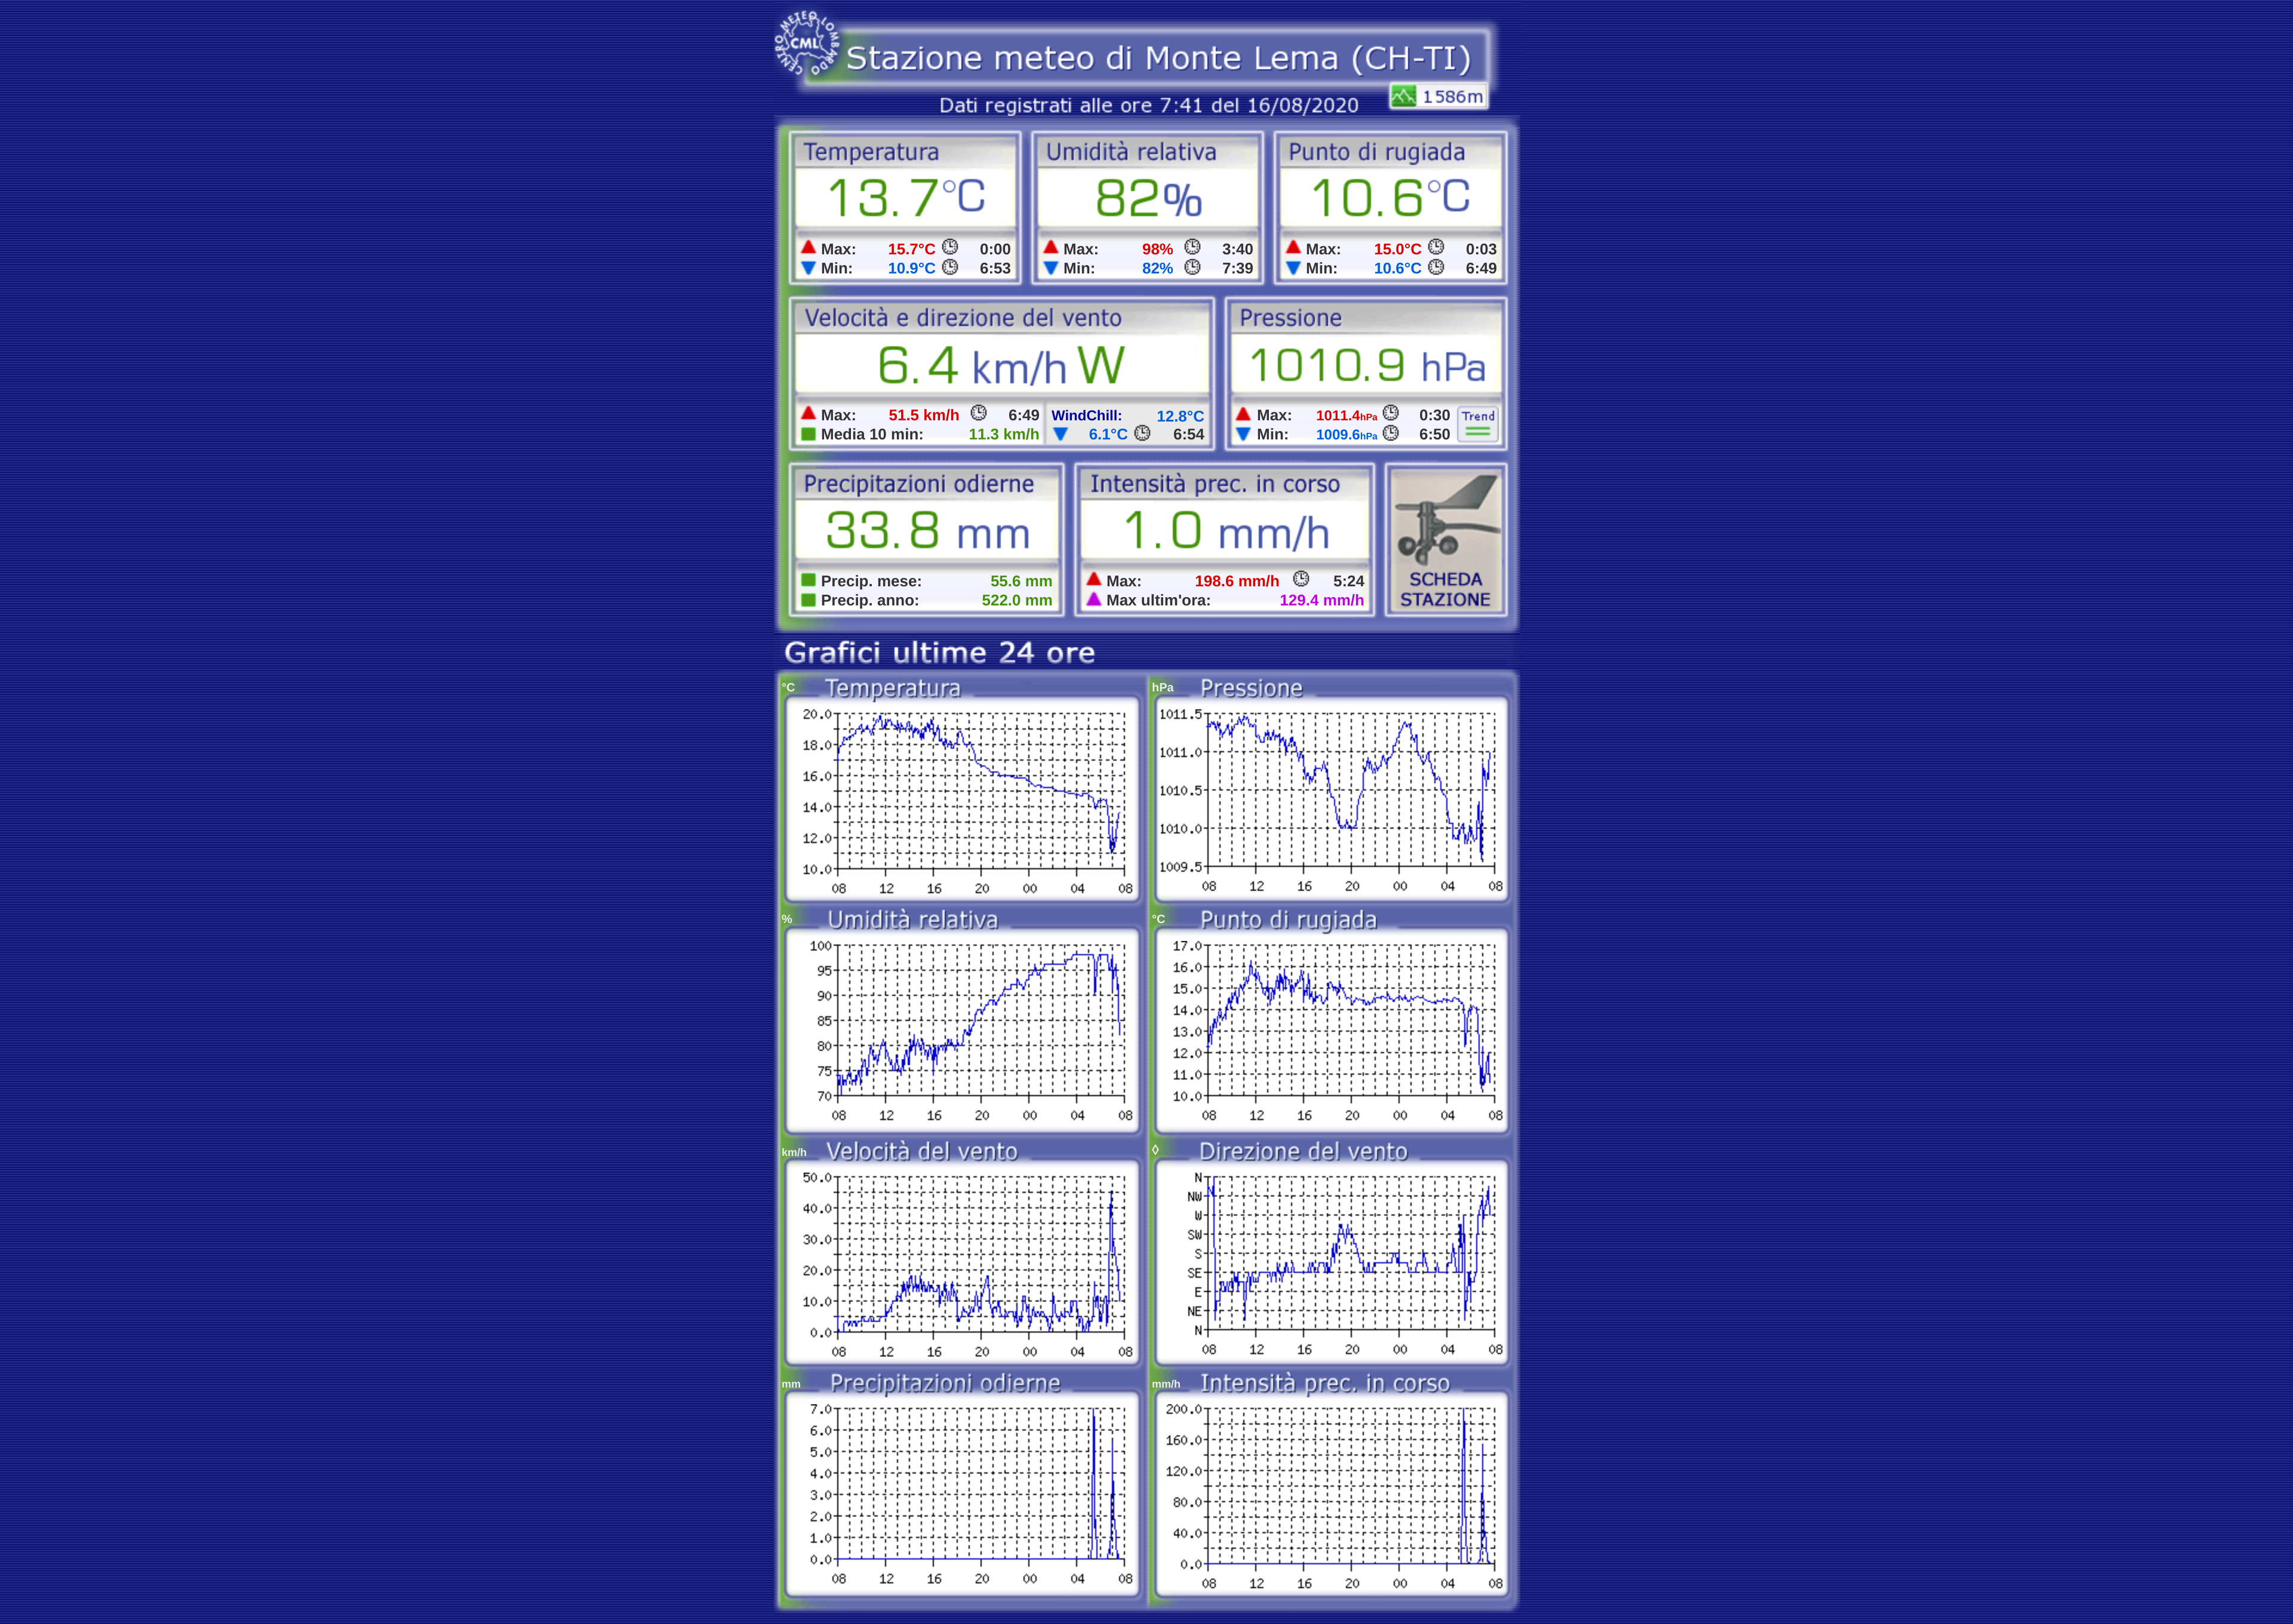 CENTRO METEO LOMBARDO
CML
Stazione meteo di Monte Lema (CH-TI)
Dati registrati alle ore 7:41 del 16/08/2020
1586m
Temperatura
13.7°C
Max: 15.7°C 0:00
Min: 10.9°C 6:53
Umidità relativa
82%
Max: 98% 3:40
Min: 82% 7:39
Punto di rugiada
10.6°C
Max: 15.0°C 0:03
Min: 10.6°C 6:49
Velocità e direzione del vento
6.4 km/h W
Max: 51.5 km/h 6:49
Media 10 min: 11.3 km/h
WindChill: 12.8°C
6.1°C 6:54
Pressione
1010.9 hPa
Max: 1011.4hPa 0:30
Min: 1009.6hPa 6:50
Trend
Precipitazioni odierne
33.8 mm
Precip. mese: 55.6 mm
Precip. anno: 522.0 mm
Intensità prec. in corso
1.0 mm/h
Max: 198.6 mm/h 5:24
Max ultim'ora: 129.4 mm/h
SCHEDA
STAZIONE
Grafici ultime 24 ore
°C Temperatura
20.0
18.0
16.0
14.0
12.0
10.0
08 12 16 20 00 04 08
hPa Pressione
1011.5
1011.0
1010.5
1010.0
1009.5
08 12 16 20 00 04 08
% Umidità relativa
100
95
90
85
80
75
70
08 12 16 20 00 04 08
°C Punto di rugiada
17.0
16.0
15.0
14.0
13.0
12.0
11.0
10.0
08 12 16 20 00 04 08
km/h Velocità del vento
50.0
40.0
30.0
20.0
10.0
0.0
08 12 16 20 00 04 08
◊ Direzione del vento
N
NW
W
SW
S
SE
E
NE
N
08 12 16 20 00 04 08
mm Precipitazioni odierne
7.0
6.0
5.0
4.0
3.0
2.0
1.0
0.0
08 12 16 20 00 04 08
mm/h Intensità prec. in corso
200.0
160.0
120.0
80.0
40.0
0.0
08 12 16 20 00 04 08